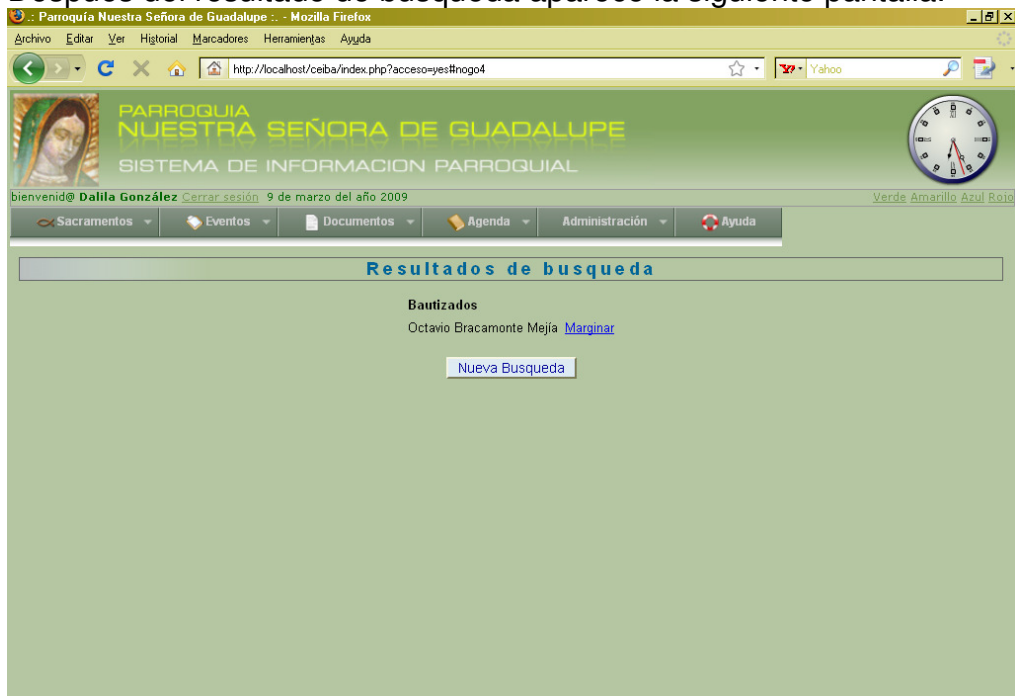 Después del resultado de búsqueda aparece la siguiente pantalla:
.: Parroquía Nuestra Señora de Guadalupe :. - Mozilla Firefox
Archivo Editar Ver Historial Marcadores Herramientas Ayuda
http://localhost/ceiba/index.php?acceso=yes#nogo4 Yahoo
PARROQUIA
NUESTRA SEÑORA DE GUADALUPE
SISTEMA DE INFORMACION PARROQUIAL
bienvenid@ Dalila González Cerrar sesión 9 de marzo del año 2009 Verde Amarillo Azul Rojo
Sacramentos Eventos Documentos Agenda Administración Ayuda
Resultados de busqueda
Bautizados
Octavio Bracamonte Mejía Marginar
Nueva Busqueda